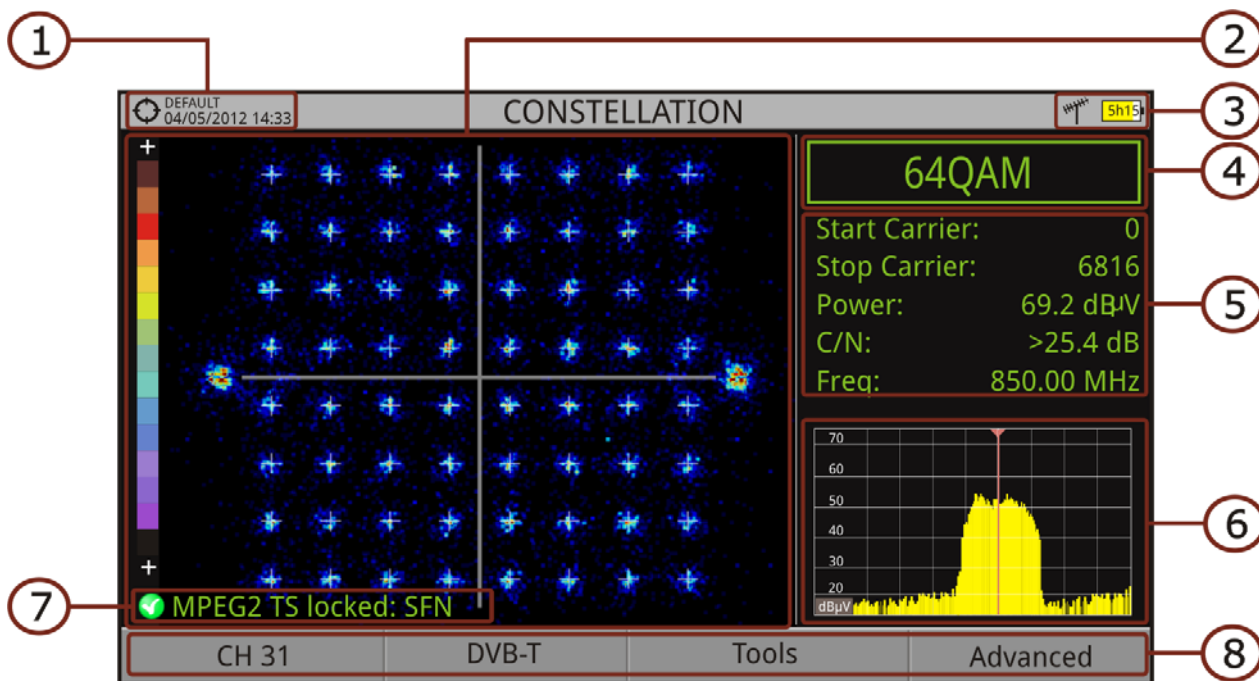 1
2
DEFAULT
04/05/2012 14:33
CONSTELLATION
5h15
3
+
64QAM
4
Start Carrier: 0
Stop Carrier: 6816
Power: 69.2 dBµV
C/N: >25.4 dB
Freq: 850.00 MHz
5
70
60
50
40
30
20
dBµV
6
+
7
MPEG2 TS locked: SFN
CH 31 DVB-T Tools Advanced
8